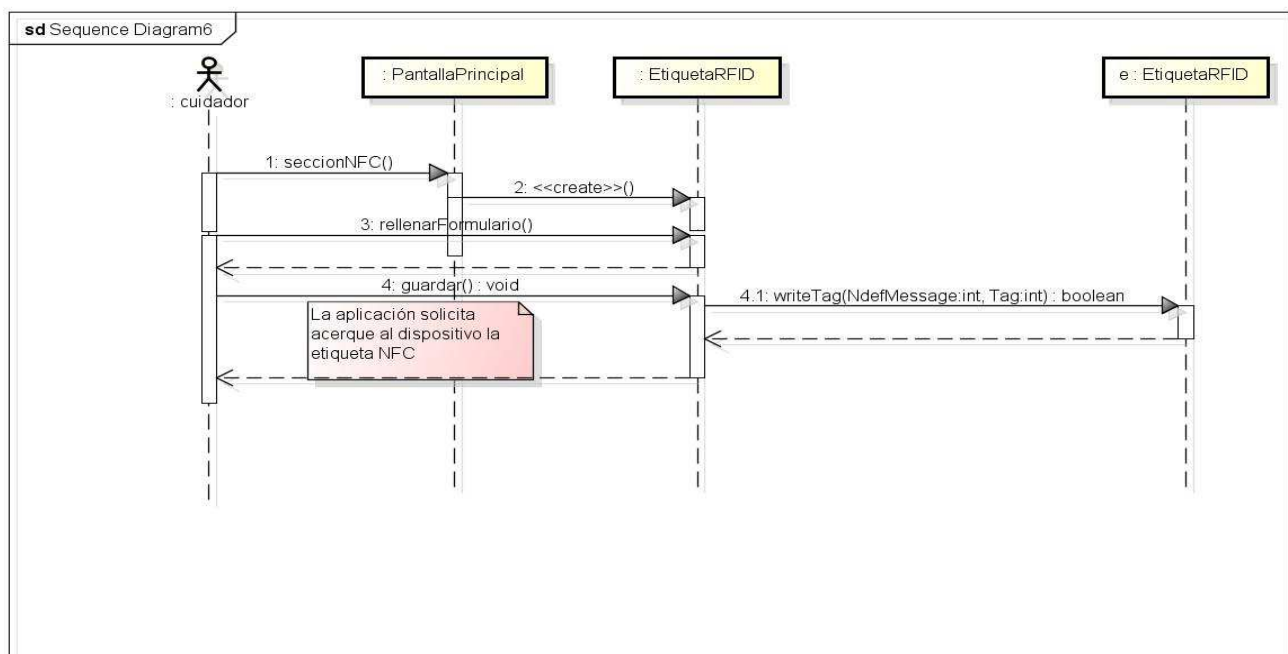 sd Sequence Diagram6
: cuidador
: PantallaPrincipal
: EtiquetaRFID
e : EtiquetaRFID
1: seccionNFC()
2: <<create>>()
3: rellenarFormulario()
4: guardar() : void
4.1: writeTag(NdefMessage:int, Tag:int) : boolean
La aplicación solicita
acerque al dispositivo la
etiqueta NFC